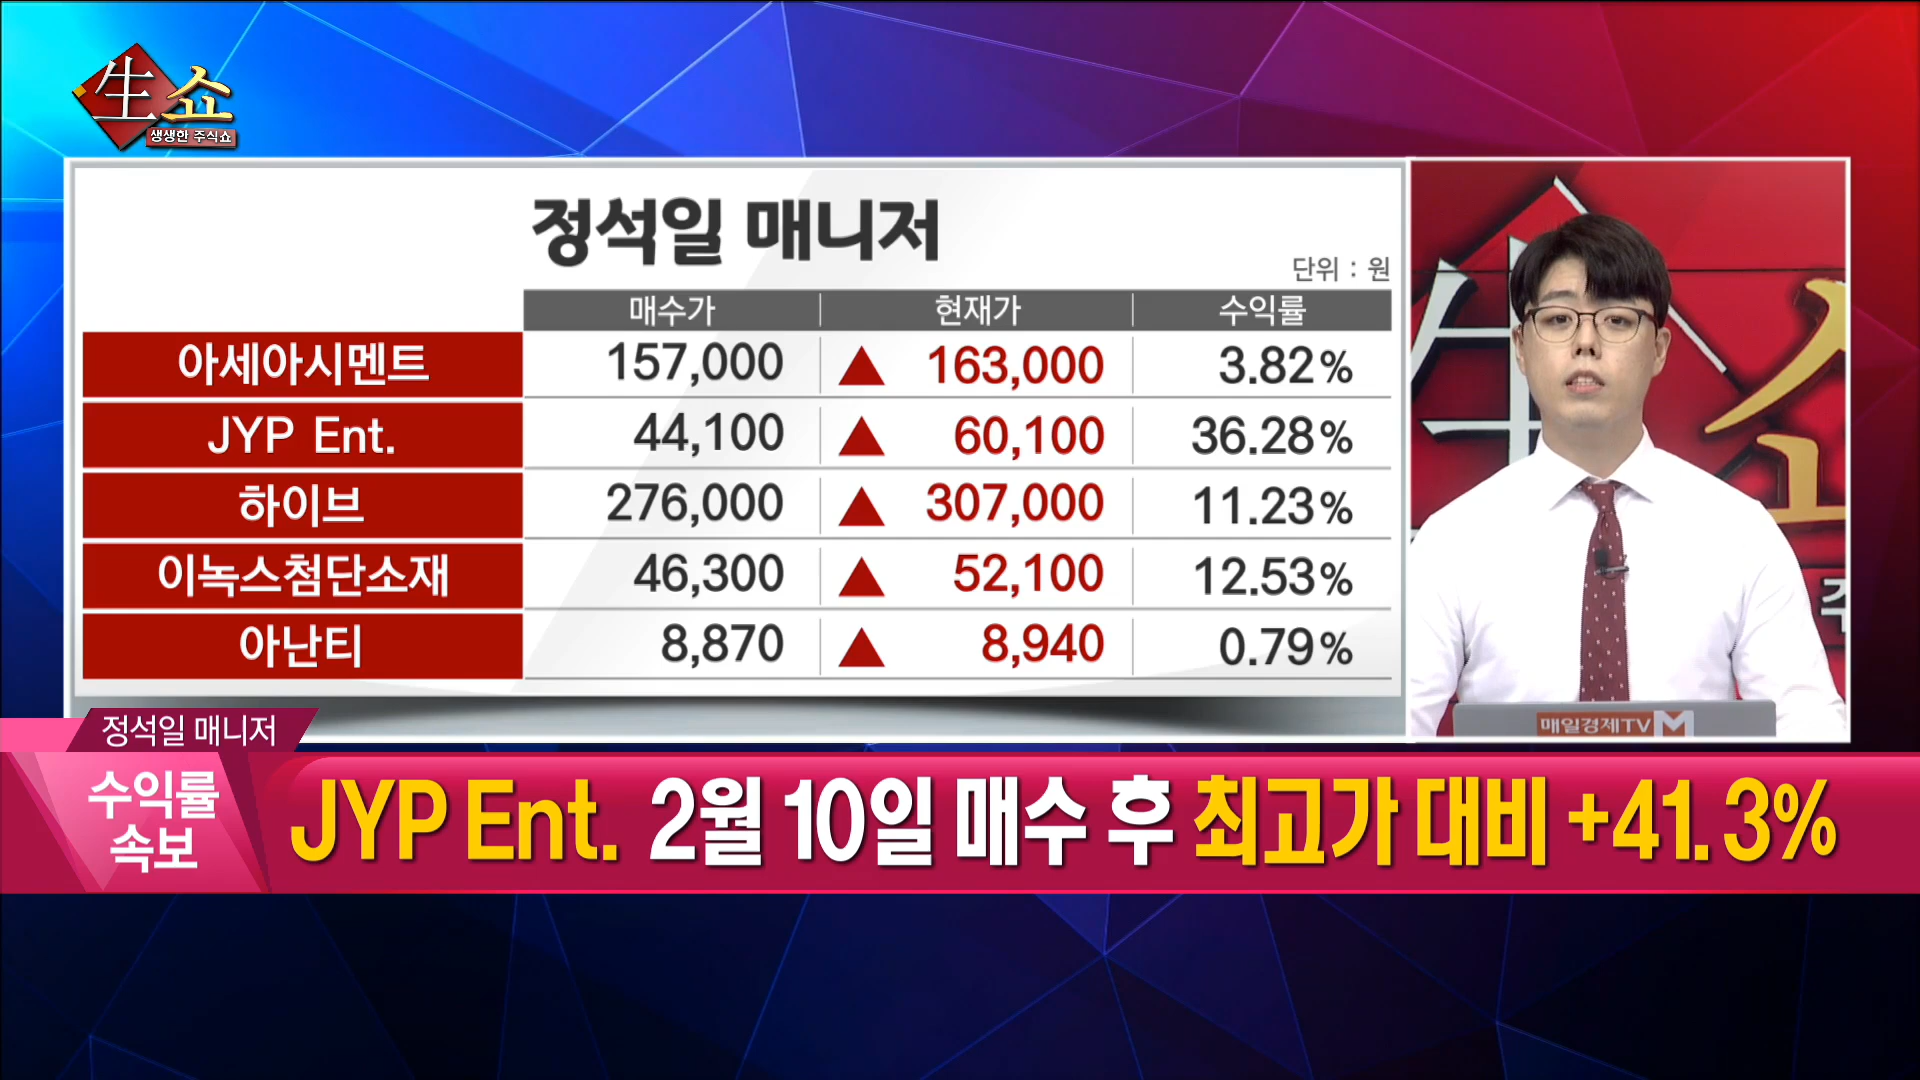 生쇼
생생한 주식쇼
정석일 매니저
단위 : 원
매수가 현재가 수익률
아세아시멘트 157,000 ▲ 163,000 3.82%
JYP Ent. 44,100 ▲ 60,100 36.28%
하이브 276,000 ▲ 307,000 11.23%
이녹스첨단소재 46,300 ▲ 52,100 12.53%
아난티 8,870 ▲ 8,940 0.79%
生쇼
주
매일경제TV M
정석일 매니저
수익률
속보
JYP Ent. 2월 10일 매수 후 최고가 대비 +41.3%